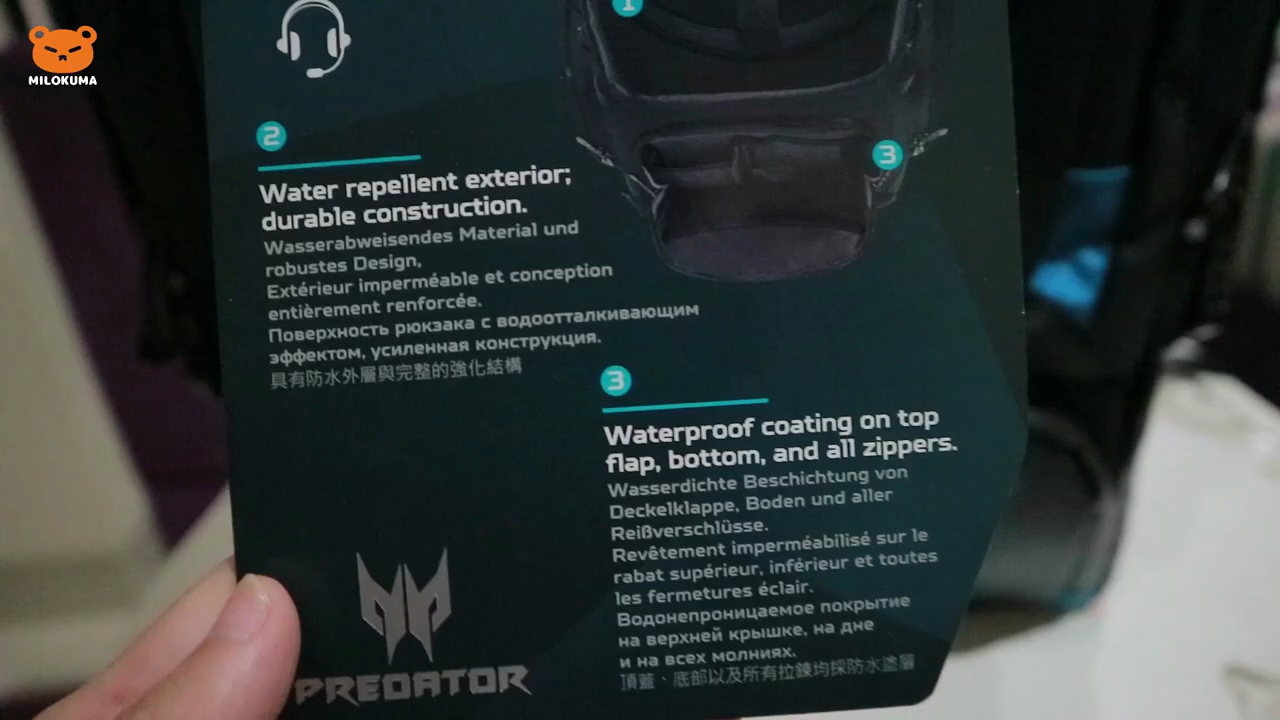 MILOKUMA
1
2
Water repellent exterior;
durable construction.
Wasserabweisendes Material und
robustes Design,
Extérieur imperméable et conception
entièrement renforcée.
Поверхность рюкзака с водоотталкивающим
эффектом, усиленная конструкция.
具有防水外層與完整的強化結構
3
3
Waterproof coating on top
flap, bottom, and all zippers.
Wasserdichte Beschichtung von
Deckelklappe, Boden und aller
Reißverschlüsse.
Revêtement imperméabilisé sur le
rabat supérieur, inférieur et toutes
les fermetures éclair.
Водонепроницаемое покрытие
на верхней крышке, на дне
и на всех молниях.
頂蓋、底部以及所有拉鍊均採防水塗層
PREDATOR